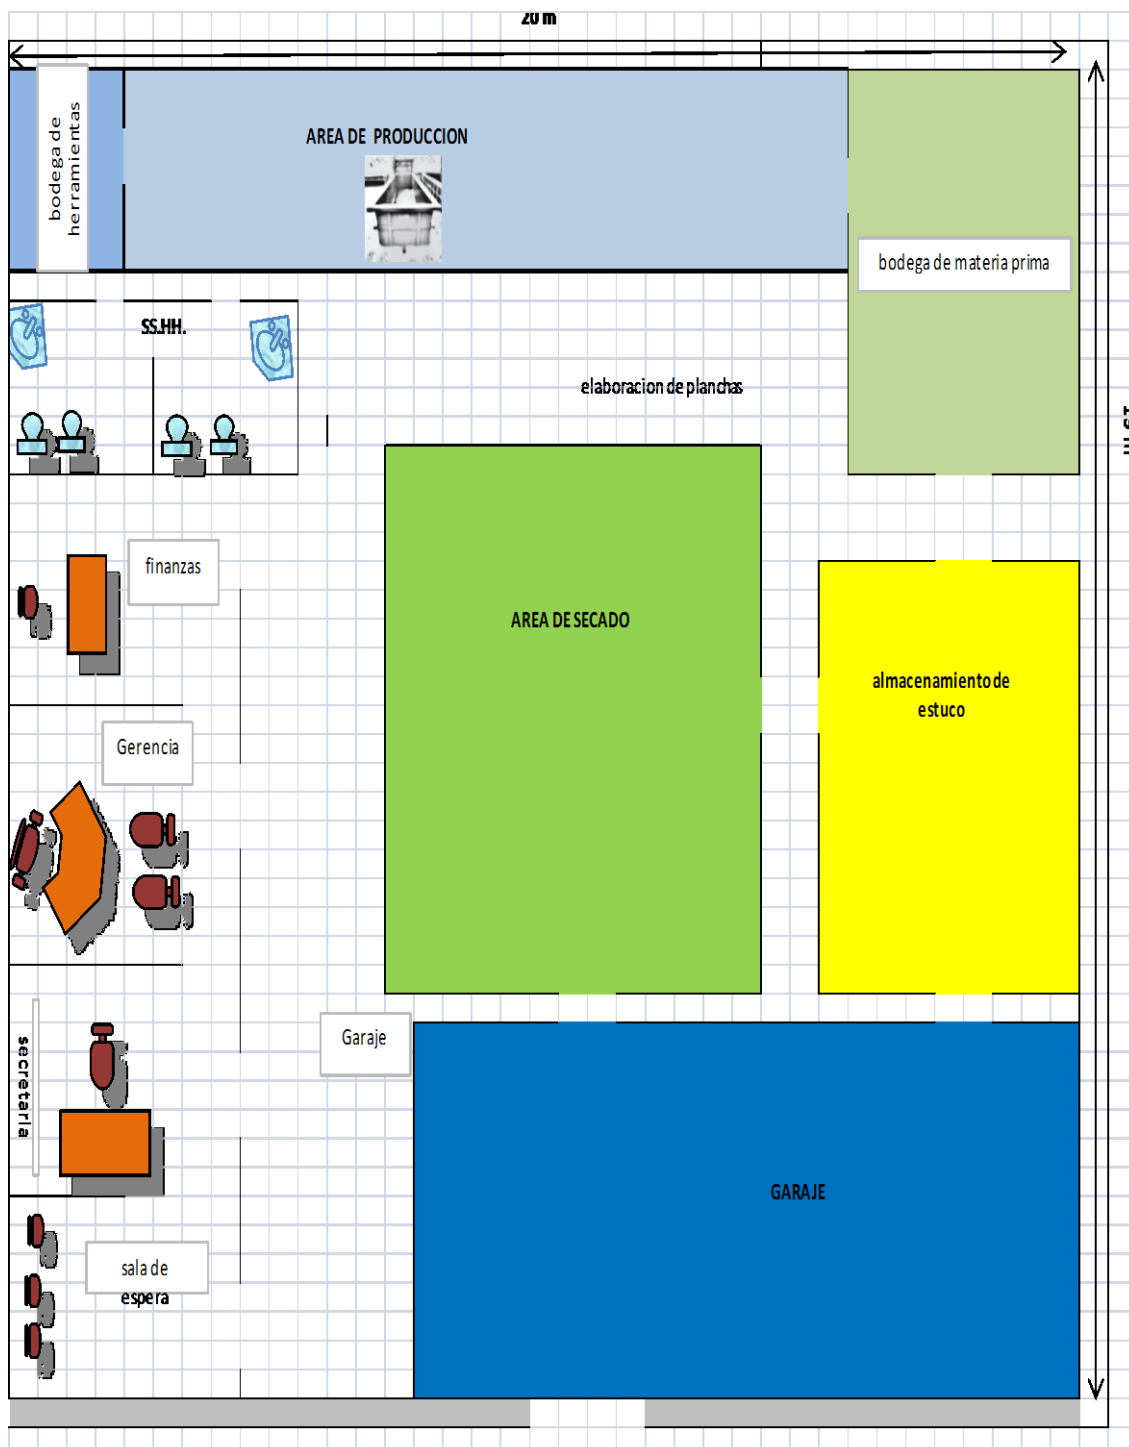 20 m
bodega de
herramientas
AREA DE PRODUCCION
bodega de materia prima
SS.HH.
elaboracion de planchas
finanzas
AREA DE SECADO
almacenamiento de
estuco
Gerencia
secretaria
Garaje
GARAJE
sala de
espera